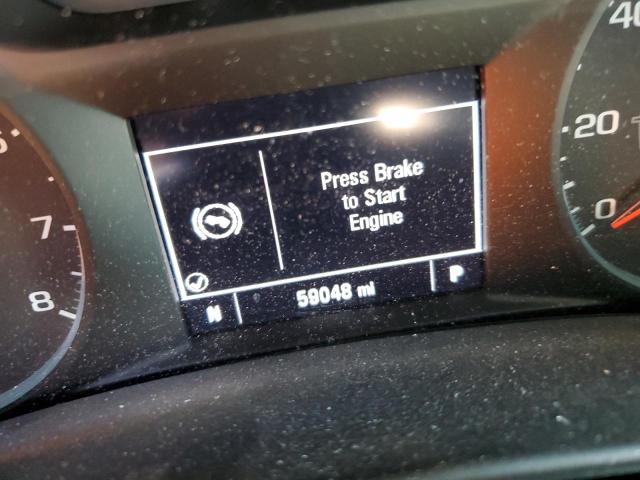 Press Brake
to Start
Engine
N 59048 mi P
7
8
40
20
0